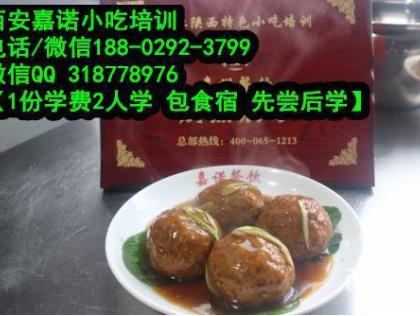 西安嘉诺小吃培训
陕西特色小吃培训
电话/微信188-0292-3799
微信QQ 318778976
【1份学费2人学 包食宿 先尝后学】
总部热线：400-065-1213
嘉诺餐饮